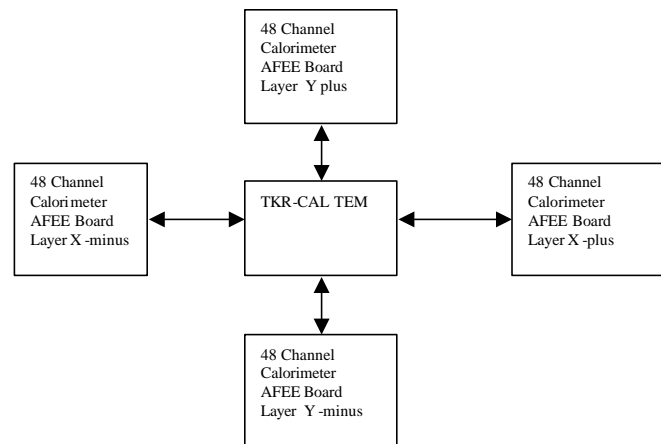 48 Channel
Calorimeter
AFEE Board
Layer Y plus
48 Channel
Calorimeter
AFEE Board
Layer X -minus
TKR-CAL TEM
48 Channel
Calorimeter
AFEE Board
Layer X -plus
48 Channel
Calorimeter
AFEE Board
Layer Y -minus